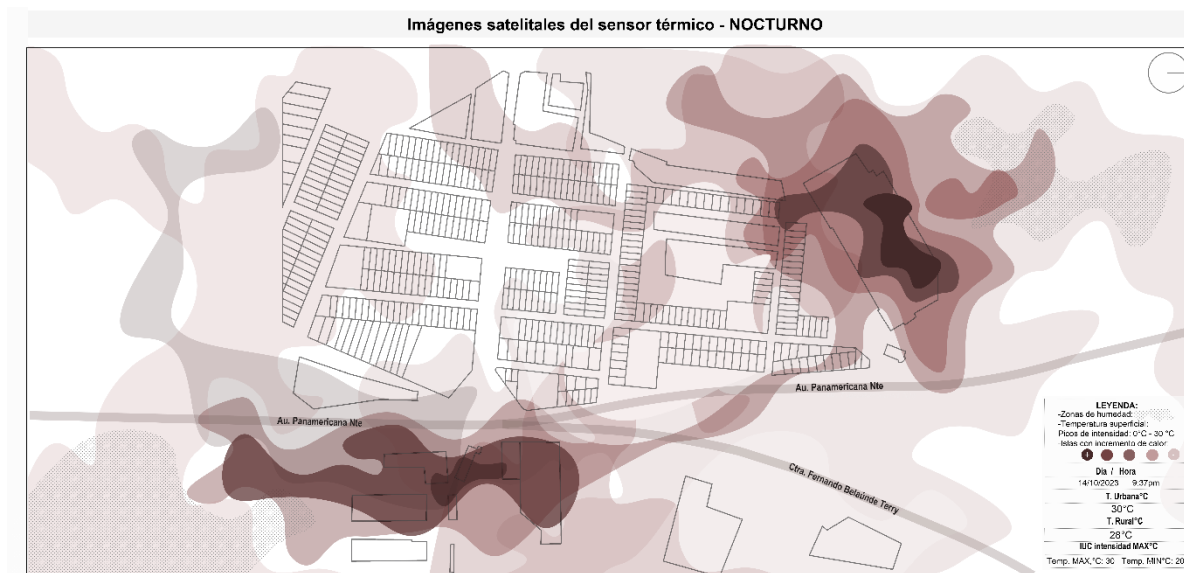 Imágenes satelitales del sensor térmico - NOCTURNO
Au. Panamericana Nte
Au. Panamericana Nte
Ctra. Fernando Belaúnde Terry
LEYENDA:
-Zonas de humedad:
-Temperatura superficial:
Picos de intensidad: 0°C - 30 °C
-Islas con incremento de calor
Día / Hora
14/10/2023 9:37pm
T. Urbana°C
30°C
T. Rural°C
28°C
IUC intensidad MAX°C
Temp. MAX,°C: 30 Temp. MIN°C: 20